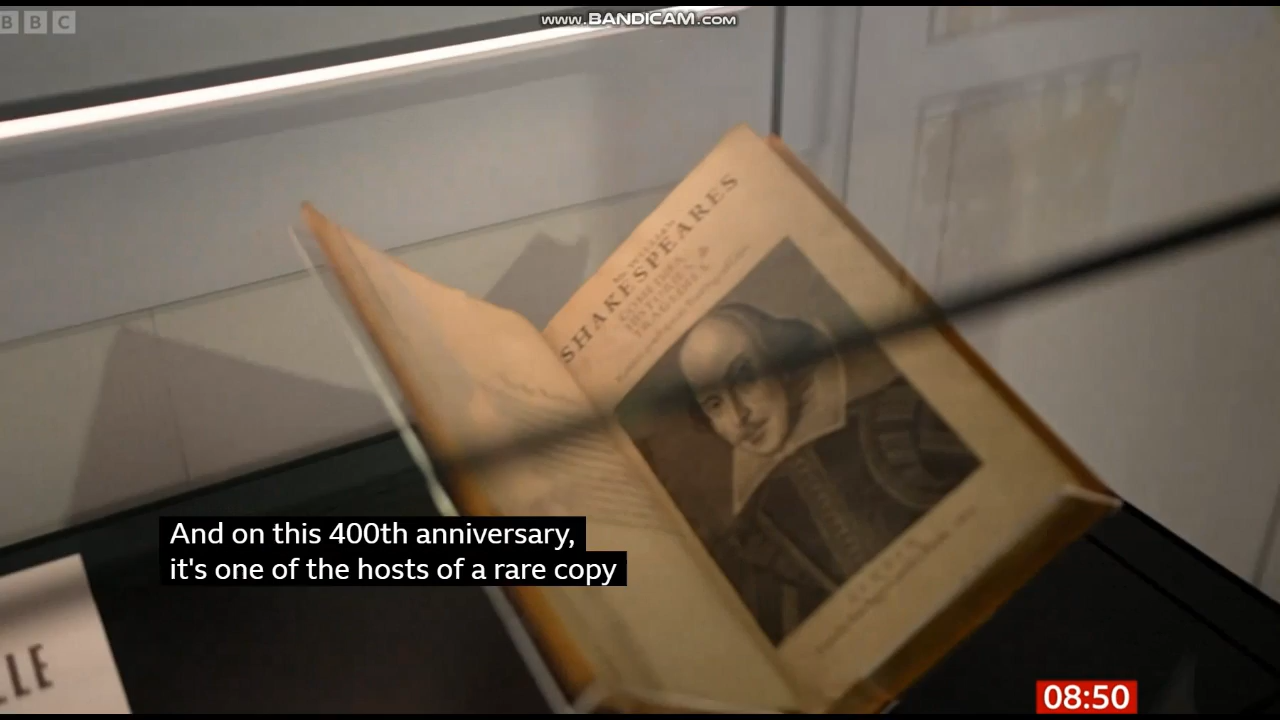 BBC
www.BANDICAM.com
SHAKESPEARES
COMEDIES,
HISTORIES, &
TRAGEDIES
And on this 400th anniversary,
it's one of the hosts of a rare copy
LLE
08:50